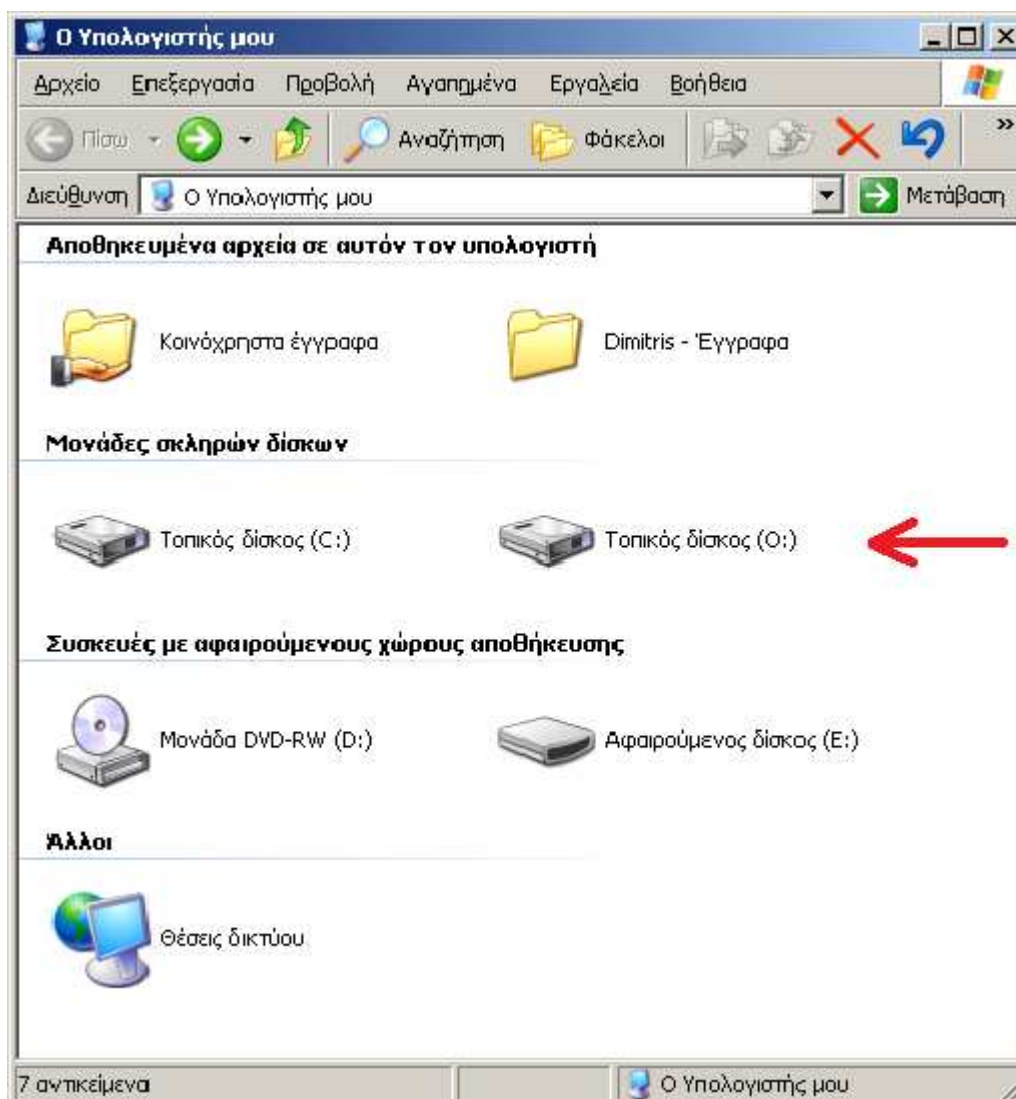 Ο Υπολογιστής μου
Αρχείο Επεξεργασία Προβολή Αγαπημένα Εργαλεία Βοήθεια
Πίσω Αναζήτηση Φάκελοι »
Διεύθυνση Ο Υπολογιστής μου Μετάβαση
Αποθηκευμένα αρχεία σε αυτόν τον υπολογιστή
Κοινόχρηστα έγγραφα Dimitris - Έγγραφα
Μονάδες σκληρών δίσκων
Τοπικός δίσκος (C:) Τοπικός δίσκος (O:)
Συσκευές με αφαιρούμενους χώρους αποθήκευσης
Μονάδα DVD-RW (D:) Αφαιρούμενος δίσκος (E:)
Άλλοι
Θέσεις δικτύου
7 αντικείμενα Ο Υπολογιστής μου